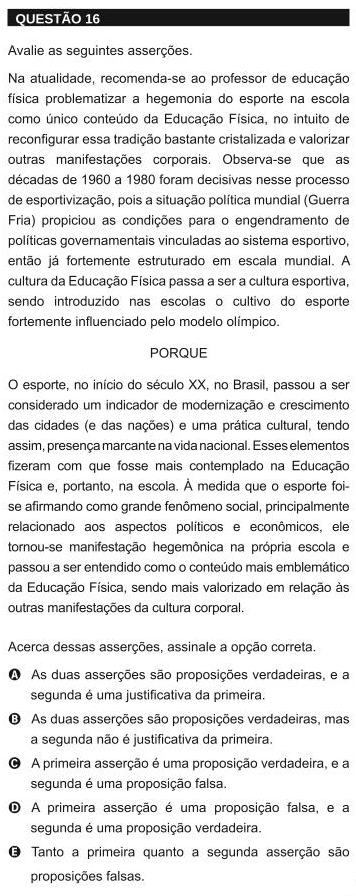 QUESTÃO 16
Avalie as seguintes asserções.
Na atualidade, recomenda-se ao professor de educação
física problematizar a hegemonia do esporte na escola
como único conteúdo da Educação Física, no intuito de
reconfigurar essa tradição bastante cristalizada e valorizar
outras manifestações corporais. Observa-se que as
décadas de 1960 a 1980 foram decisivas nesse processo
de esportivização, pois a situação política mundial (Guerra
Fria) propiciou as condições para o engendramento de
políticas governamentais vinculadas ao sistema esportivo,
então já fortemente estruturado em escala mundial. A
cultura da Educação Física passa a ser a cultura esportiva,
sendo introduzido nas escolas o cultivo do esporte
fortemente influenciado pelo modelo olímpico.
PORQUE
O esporte, no início do século XX, no Brasil, passou a ser
considerado um indicador de modernização e crescimento
das cidades (e das nações) e uma prática cultural, tendo
assim, presença marcante na vida nacional. Esses elementos
fizeram com que fosse mais contemplado na Educação
Física e, portanto, na escola. À medida que o esporte foi-
se afirmando como grande fenômeno social, principalmente
relacionado aos aspectos políticos e econômicos, ele
tornou-se manifestação hegemônica na própria escola e
passou a ser entendido como o conteúdo mais emblemático
da Educação Física, sendo mais valorizado em relação às
outras manifestações da cultura corporal.
Acerca dessas asserções, assinale a opção correta.
A As duas asserções são proposições verdadeiras, e a
segunda é uma justificativa da primeira.
B As duas asserções são proposições verdadeiras, mas
a segunda não é justificativa da primeira.
C A primeira asserção é uma proposição verdadeira, e a
segunda é uma proposição falsa.
D A primeira asserção é uma proposição falsa, e a
segunda é uma proposição verdadeira.
E Tanto a primeira quanto a segunda asserção são
proposições falsas.